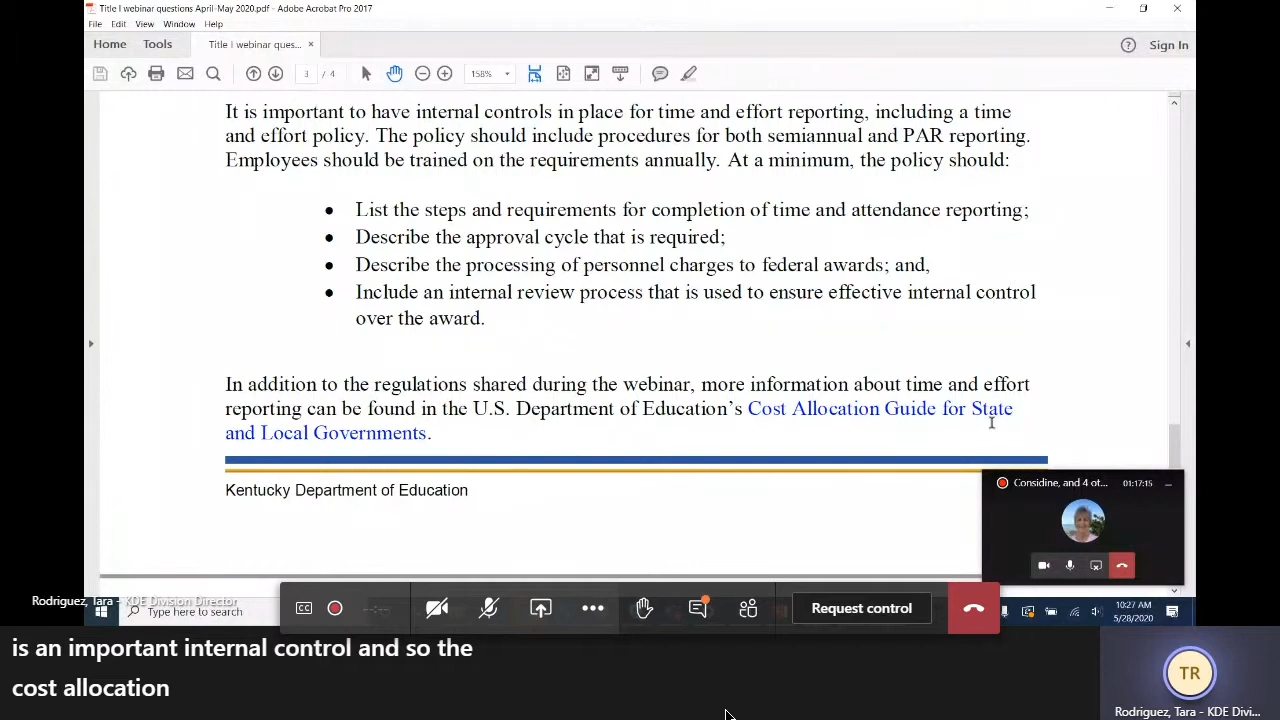 Title I webinar questions April-May 2020.pdf - Adobe Acrobat Pro 2017
File Edit View Window Help
Home Tools Title I webinar ques... × Sign In
3 / 4 158%
It is important to have internal controls in place for time and effort reporting, including a time
and effort policy. The policy should include procedures for both semiannual and PAR reporting.
Employees should be trained on the requirements annually. At a minimum, the policy should:
● List the steps and requirements for completion of time and attendance reporting;
● Describe the approval cycle that is required;
● Describe the processing of personnel charges to federal awards; and,
● Include an internal review process that is used to ensure effective internal control
over the award.
In addition to the regulations shared during the webinar, more information about time and effort
reporting can be found in the U.S. Department of Education's Cost Allocation Guide for State
and Local Governments.
Kentucky Department of Education
Considine, and 4 ot... 01:17:15
Rodriguez, Tara - KDE Division Director
Type here to search
CC
Request control
10:27 AM
5/28/2020
is an important internal control and so the
cost allocation
TR
Rodriguez, Tara - KDE Divi...